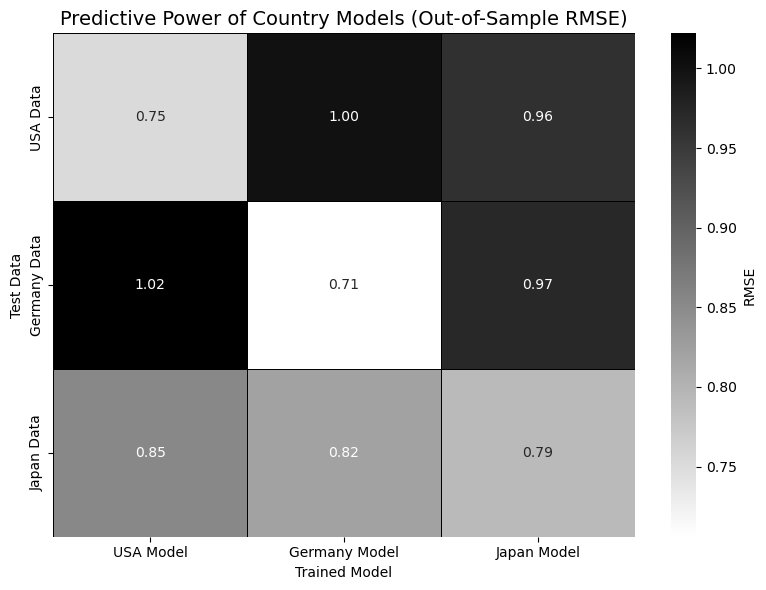 Predictive Power of Country Models (Out-of-Sample RMSE)
Test Data
USA Data
0.75
1.00
0.96
Germany Data
1.02
0.71
0.97
Japan Data
0.85
0.82
0.79
USA Model
Germany Model
Japan Model
Trained Model
1.00
0.95
0.90
0.85
0.80
0.75
RMSE